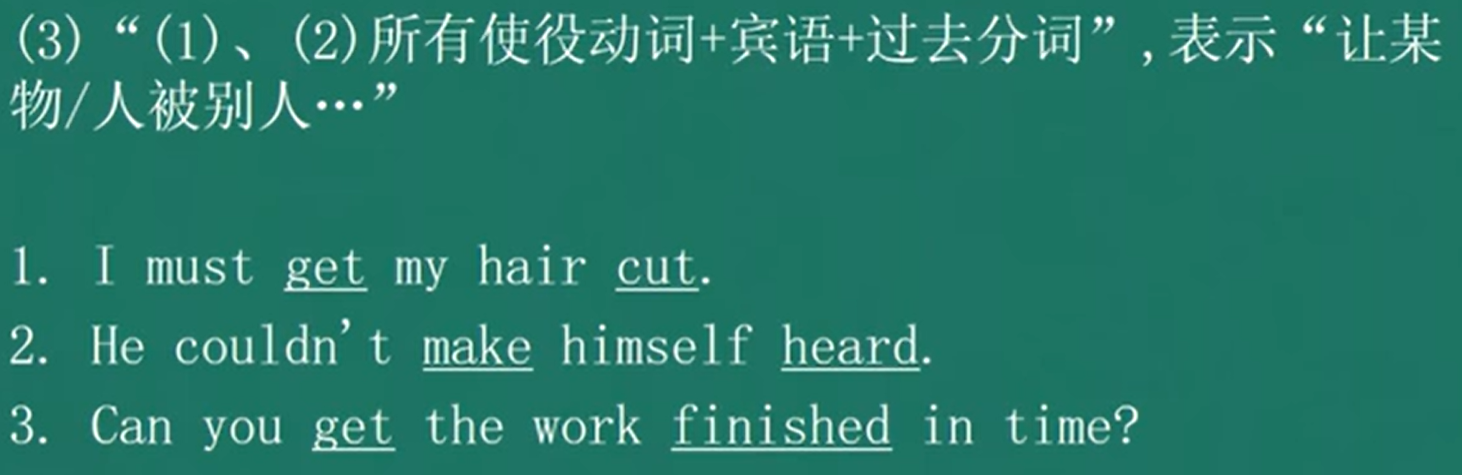 (3)“(1)、(2)所有使役动词+宾语+过去分词”,表示“让某
物/人被别人…”
1. I must get my hair cut.
2. He couldn't make himself heard.
3. Can you get the work finished in time?